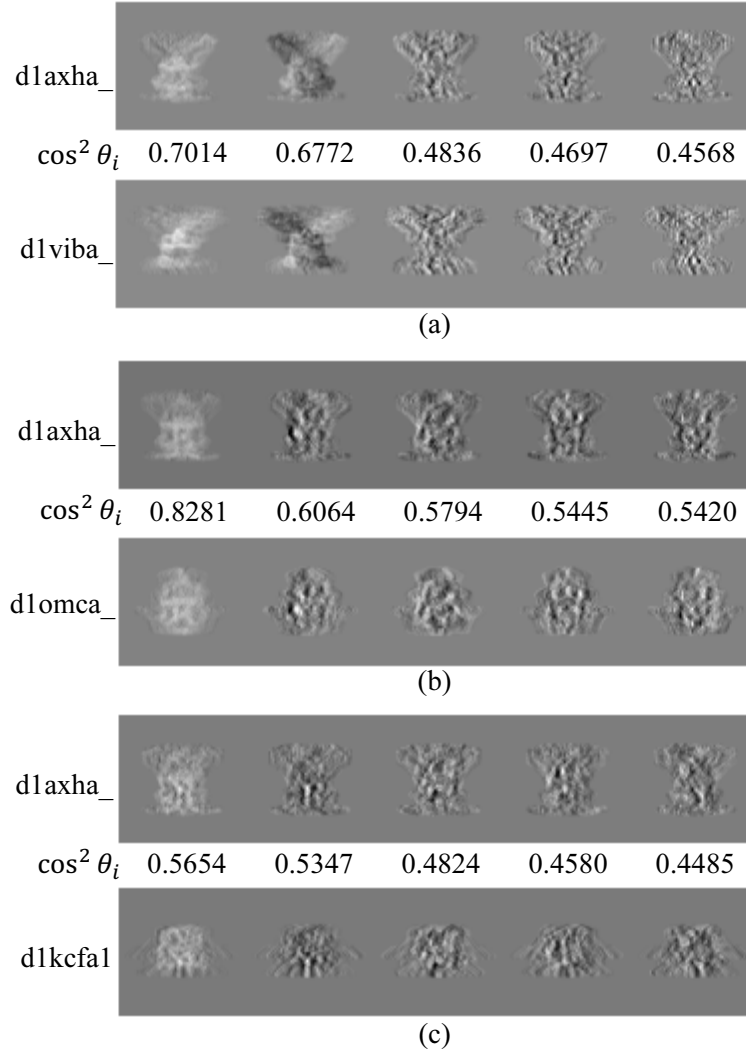 d1axha_
cos² θᵢ 0.7014 0.6772 0.4836 0.4697 0.4568
d1viba_
(a)
d1axha_
cos² θᵢ 0.8281 0.6064 0.5794 0.5445 0.5420
d1omca_
(b)
d1axha_
cos² θᵢ 0.5654 0.5347 0.4824 0.4580 0.4485
d1kcfa1
(c)